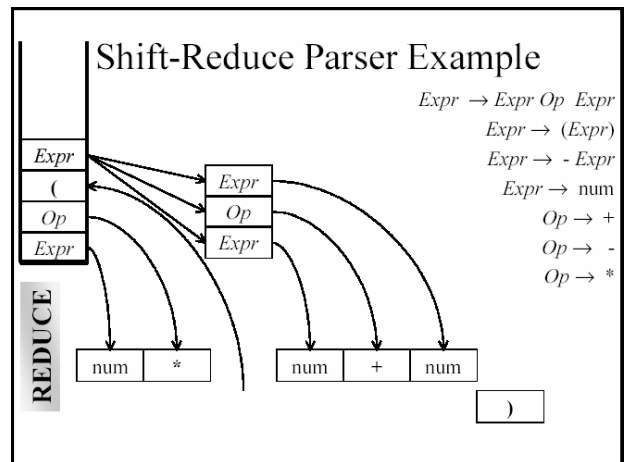 Shift-Reduce Parser Example
Expr → Expr Op Expr
Expr → (Expr)
Expr → - Expr
Expr → num
Op → +
Op → -
Op → *
Expr
(
Op
Expr
Expr
Op
Expr
REDUCE
num * num + num
)